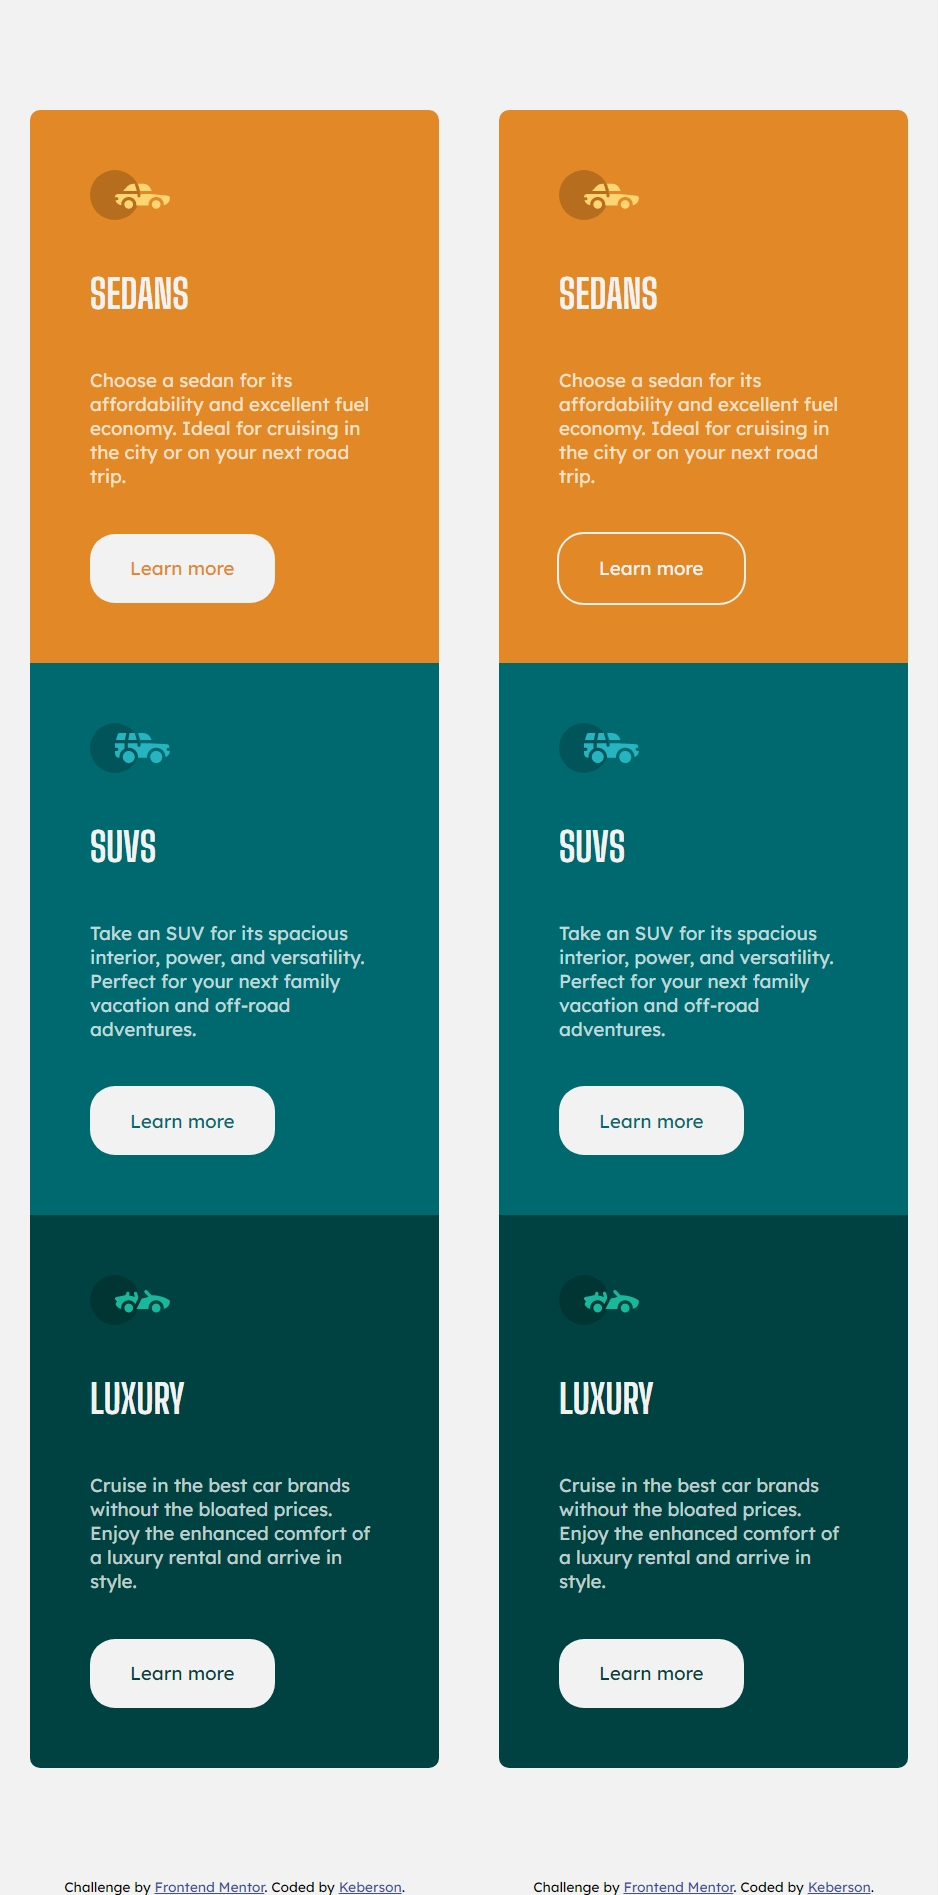 SEDANS
Choose a sedan for its
affordability and excellent fuel
economy. Ideal for cruising in
the city or on your next road
trip.
Learn more
SUVS
Take an SUV for its spacious
interior, power, and versatility.
Perfect for your next family
vacation and off-road
adventures.
Learn more
LUXURY
Cruise in the best car brands
without the bloated prices.
Enjoy the enhanced comfort of
a luxury rental and arrive in
style.
Learn more
Challenge by Frontend Mentor. Coded by Keberson.
SEDANS
Choose a sedan for its
affordability and excellent fuel
economy. Ideal for cruising in
the city or on your next road
trip.
Learn more
SUVS
Take an SUV for its spacious
interior, power, and versatility.
Perfect for your next family
vacation and off-road
adventures.
Learn more
LUXURY
Cruise in the best car brands
without the bloated prices.
Enjoy the enhanced comfort of
a luxury rental and arrive in
style.
Learn more
Challenge by Frontend Mentor. Coded by Keberson.